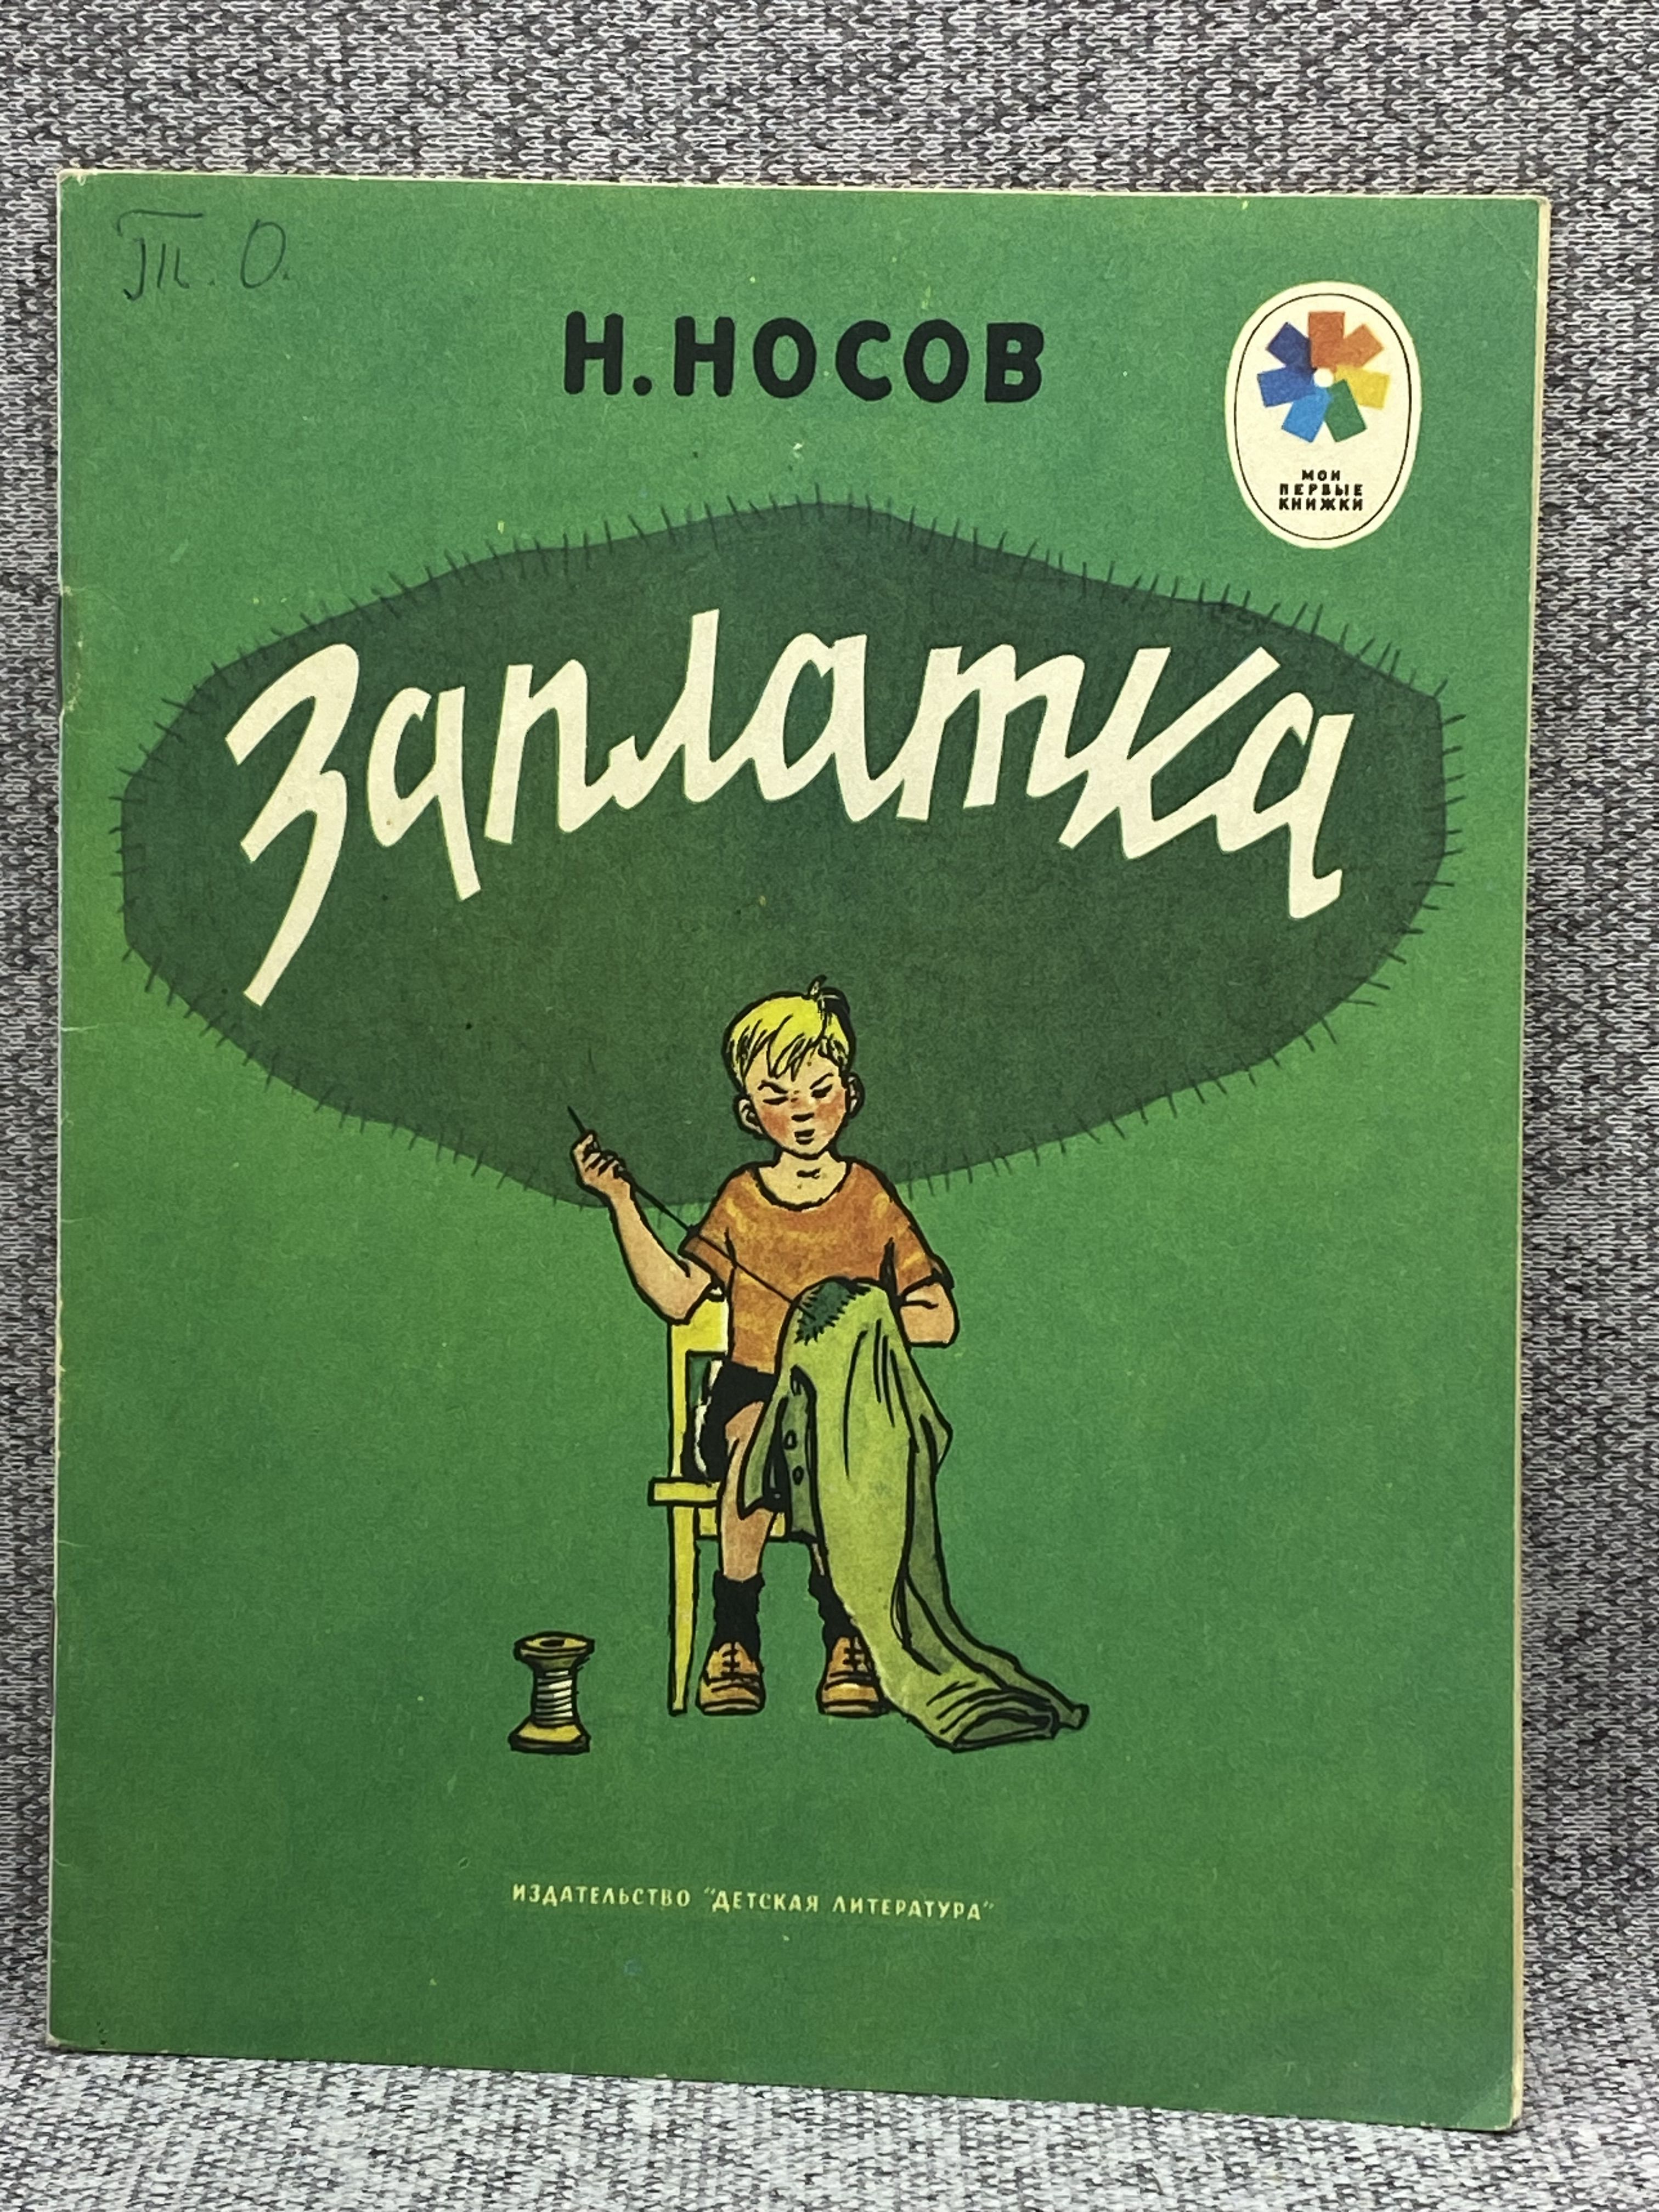 Т. О.
Н. НОСОВ
МОИ
ПЕРВЫЕ
КНИЖКИ
Заплатка
ИЗДАТЕЛЬСТВО "ДЕТСКАЯ ЛИТЕРАТУРА"